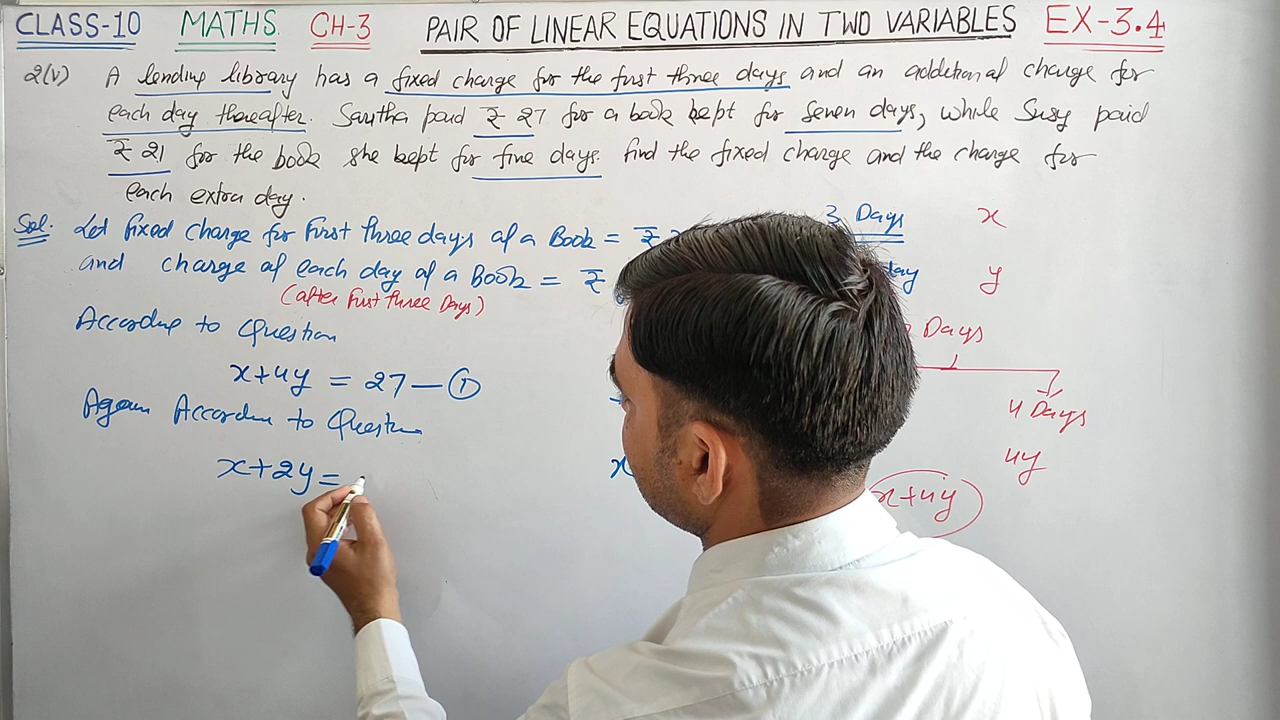 CLASS-10 MATHS CH-3 PAIR OF LINEAR EQUATIONS IN TWO VARIABLES EX-3.4
2(V) A lending library has a fixed charge for the first three days and an additional charge for
each day thereafter. Saritha paid ₹ 27 for a book kept for seven days, while Susy paid
₹ 21 for the book she kept for five days. find the fixed charge and the charge for
each extra day.
Sol. Let fixed charge for First three days of a Book = ₹
and charge of each day of a Book = ₹
(after First three Days)
According to Question
x+4y = 27 — ①
Again According to Question
x+2y =
3 Days x
y
Days
4 Days
x 4y
x+4y